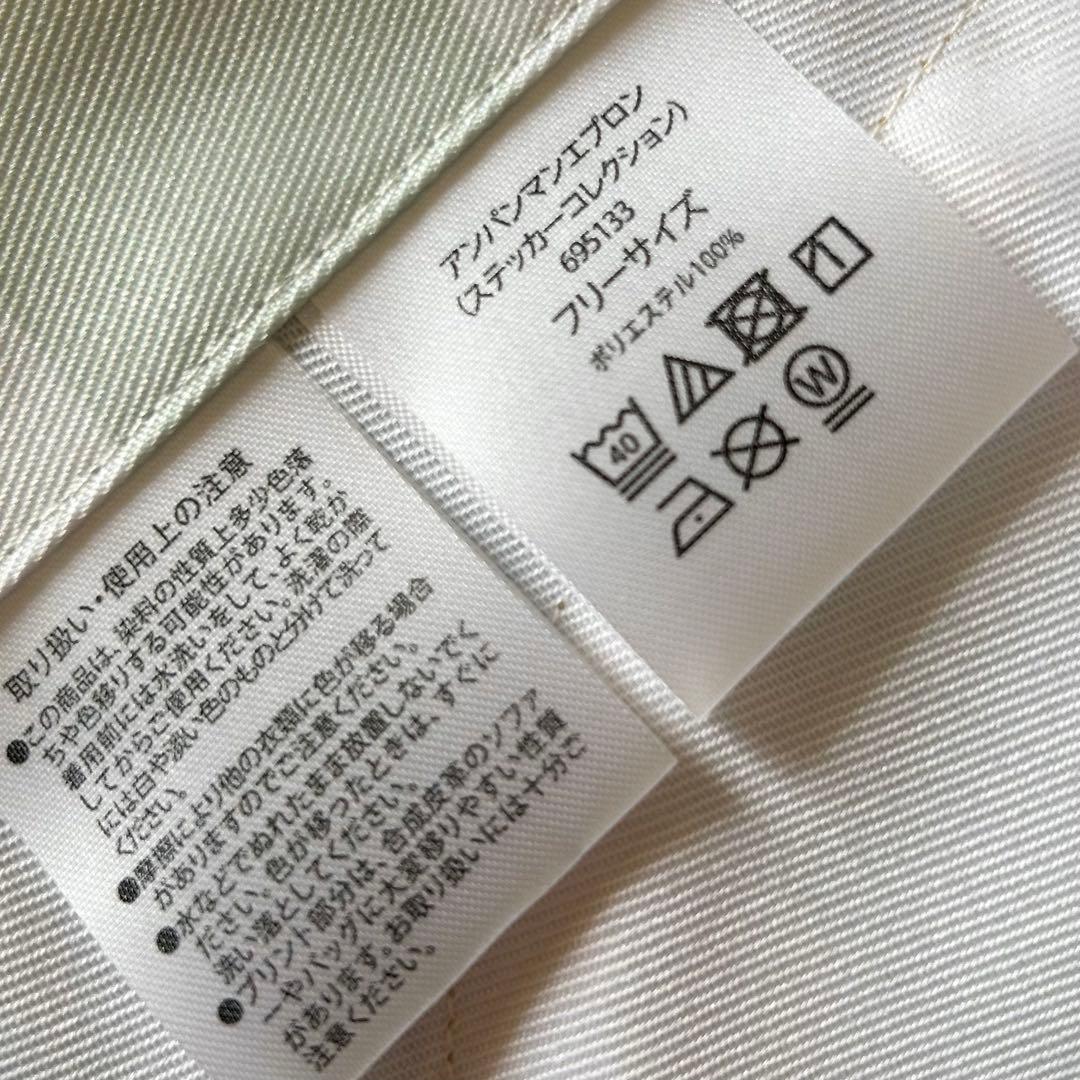 アンパンマンエプロン
(ステッカーコレクション)
695133
フリーサイズ
ポリエステル100%
40
W
取り扱い・使用上の注意
●この商品は、染料の性質上多少色落
ちや色移りする可能性があります。
着用前には水洗いをして、よく乾か
してからご使用ください。洗濯の際
には白や淡い色のものと分けて洗って
ください。
●摩擦により他の衣類に色が移る場合
がありますのでご注意ください。
●水などでぬれたまま放置しないでく
ださい。色が移ったときは、すぐに
洗い落としてください。
●プリント部分は、合成皮革のソファ
ーやバッグに大変移りやすい性質
があります。お取り扱いには十分ご
注意ください。